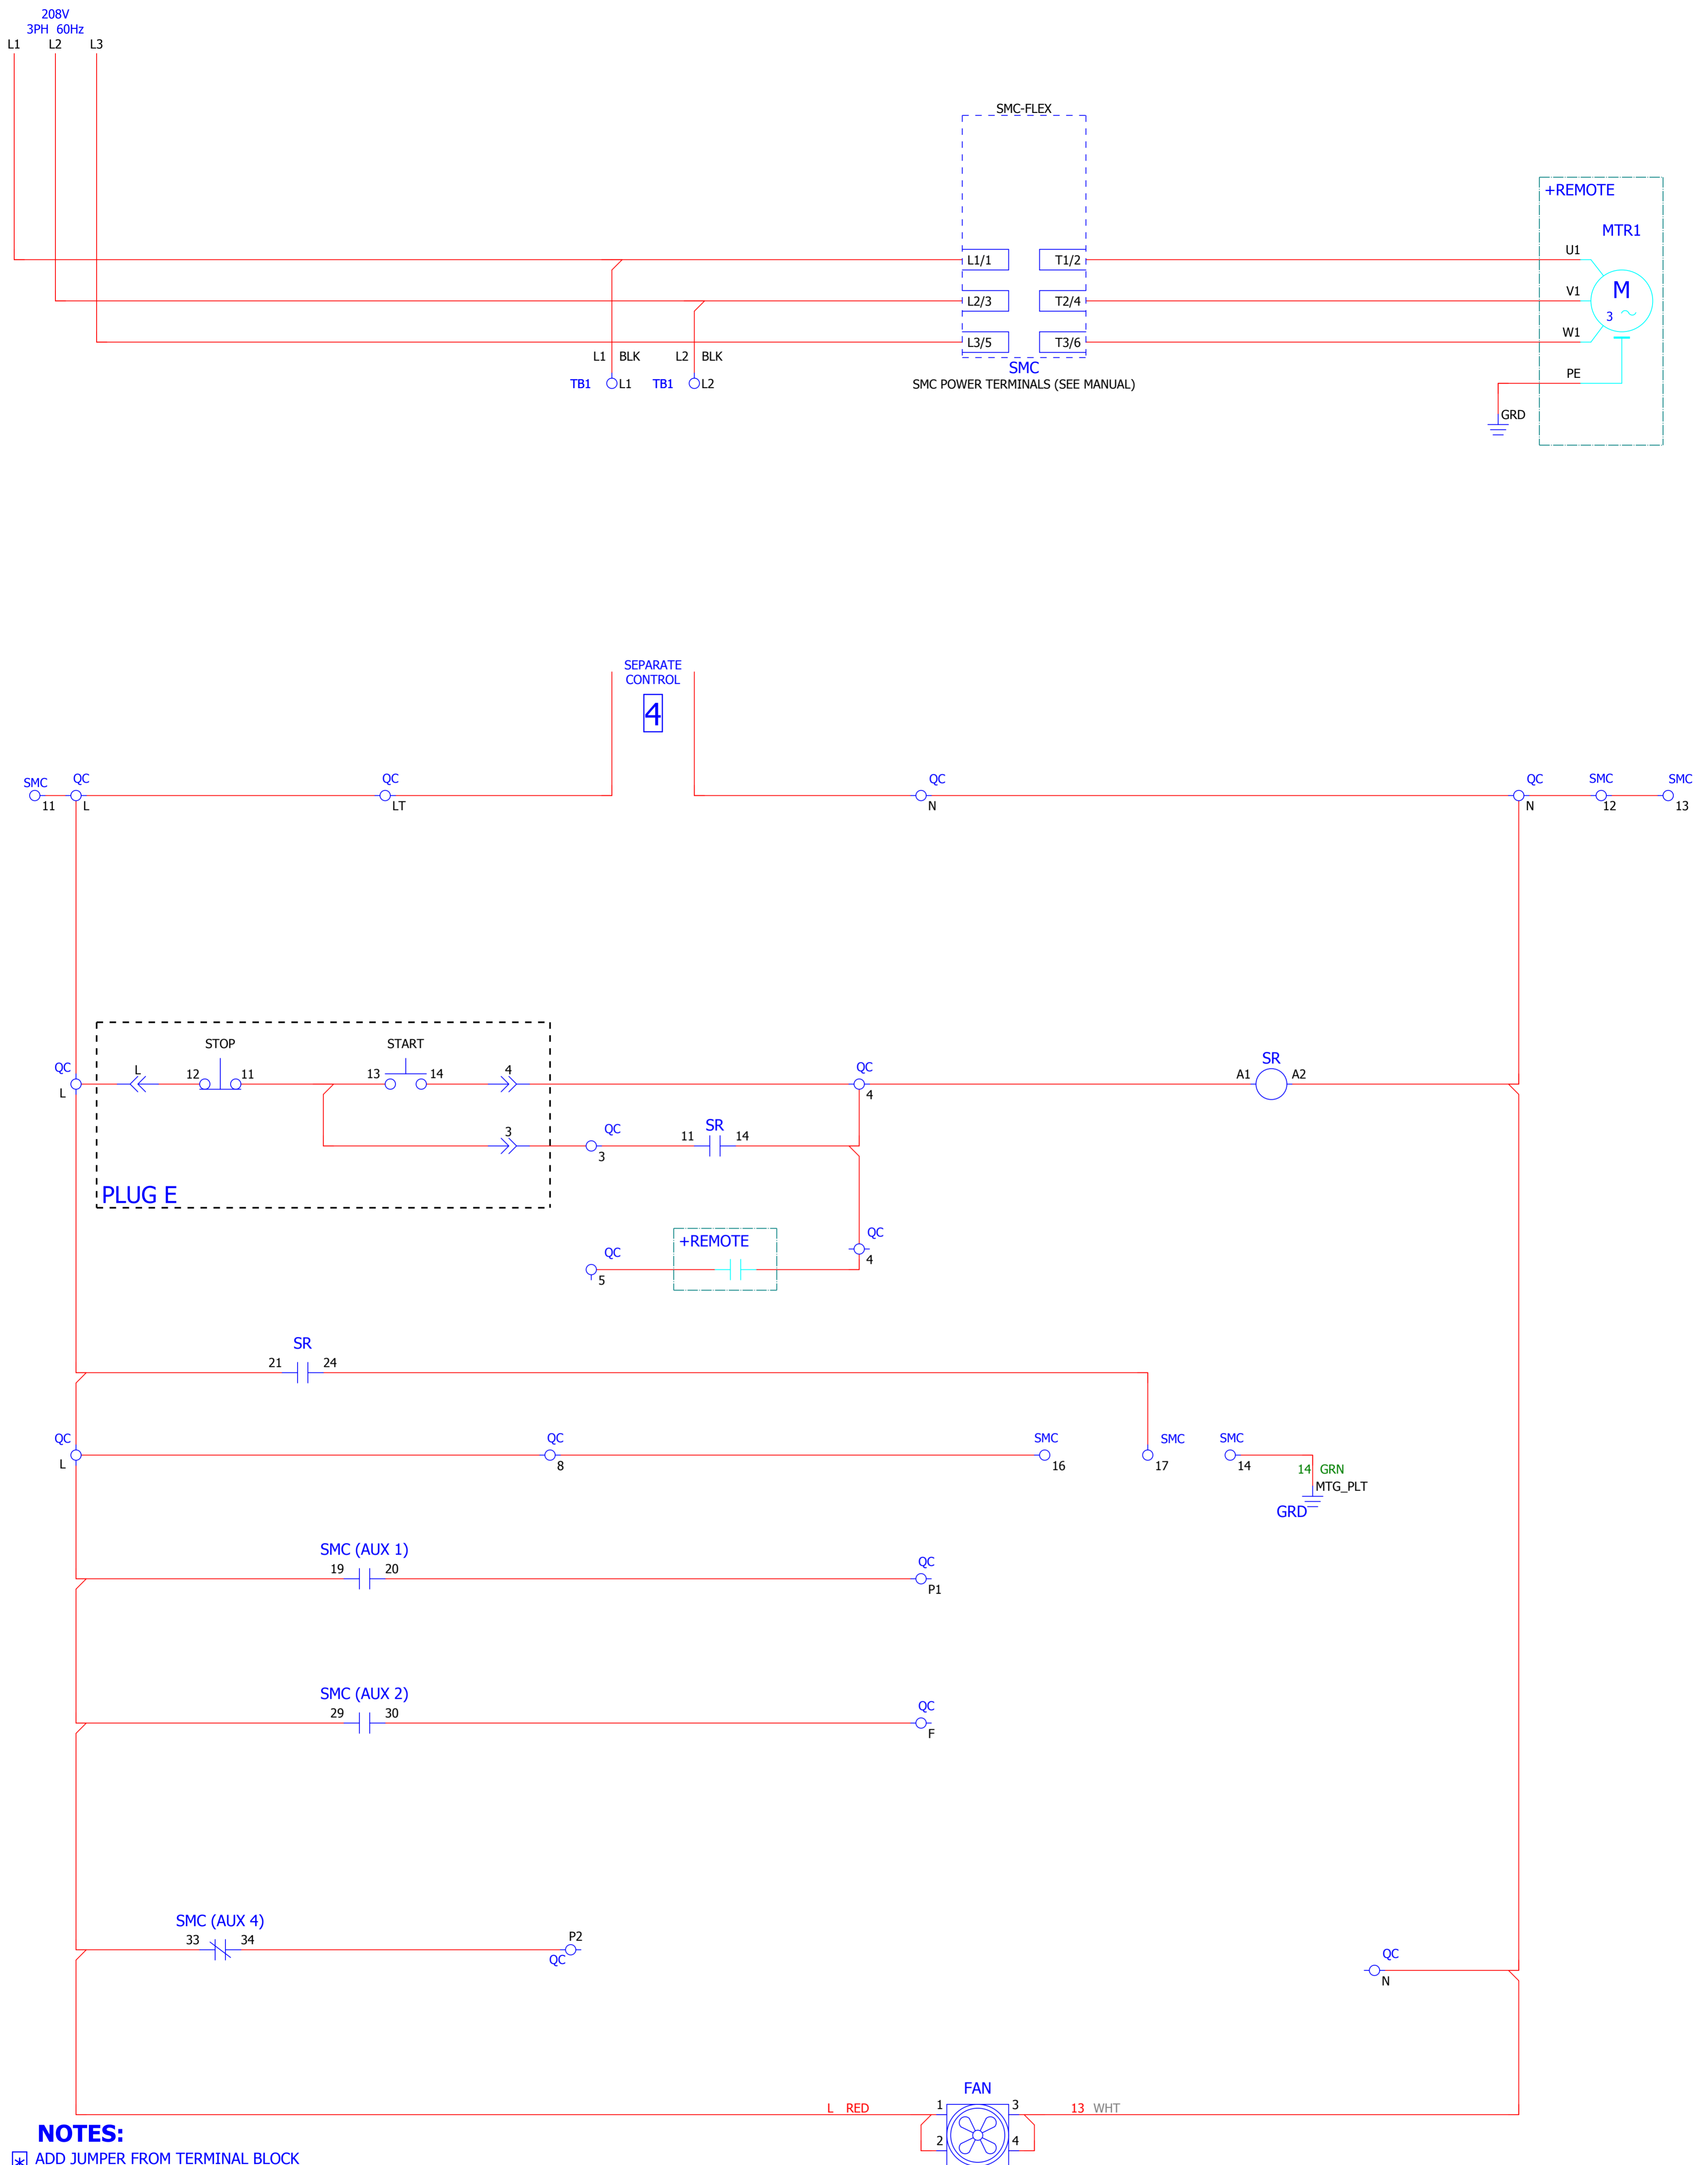 208V
3PH 60Hz
L1 L2 L3
SMC-FLEX
+REMOTE
MTR1
U1
L1/1 T1/2
M
V1
L2/3 T2/4
3
W1
L3/5 T3/6
L1 BLK L2 BLK
SMC
PE
TB1 L1 TB1 L2
SMC POWER TERMINALS (SEE MANUAL)
GRD
SEPARATE
CONTROL
4
SMC QC QC QC QC SMC SMC
11 L LT N N 12 13
STOP START
QC L 12 11 13 14 4 QC SR
A1 A2
L 4
3 QC 11 SR 14
3
PLUG E
+REMOTE QC
QC 4
5
SR
21 24
QC QC SMC SMC SMC
L 8 16 17 14
14 GRN
MTG_PLT
GRD
SMC (AUX 1)
19 20 QC
P1
SMC (AUX 2)
29 30 QC
F
SMC (AUX 4)
33 34 P2
QC
QC
N
FAN
L RED 1 3 13 WHT
2 4
NOTES:
* ADD JUMPER FROM TERMINAL BLOCK